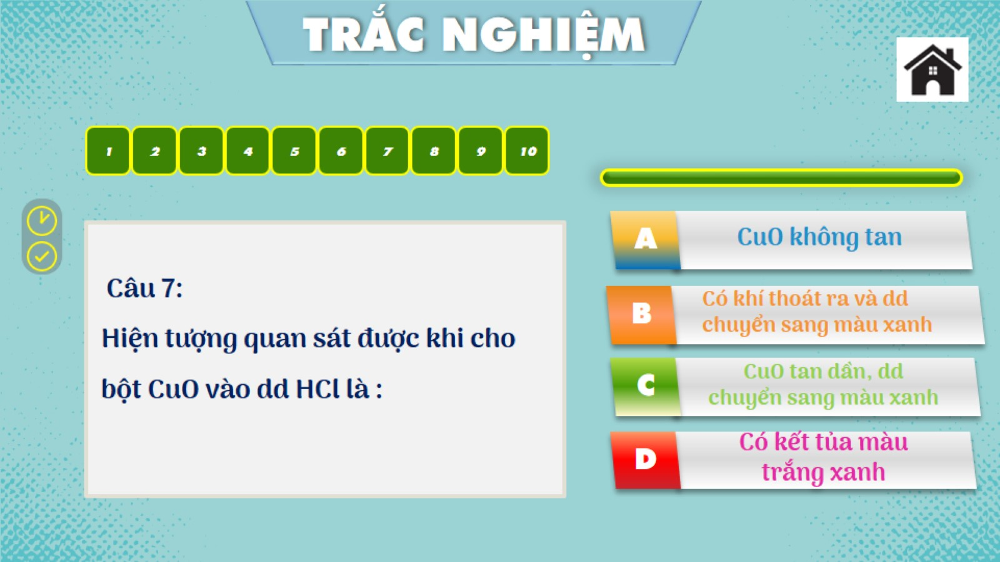 TRẮC NGHIỆM
1 2 3 4 5 6 7 8 9 10
Câu 7:
Hiện tượng quan sát được khi cho
bột CuO vào dd HCl là :
A CuO không tan
B Có khí thoát ra và dd
chuyển sang màu xanh
C CuO tan dần, dd
chuyển sang màu xanh
D Có kết tủa màu
trắng xanh